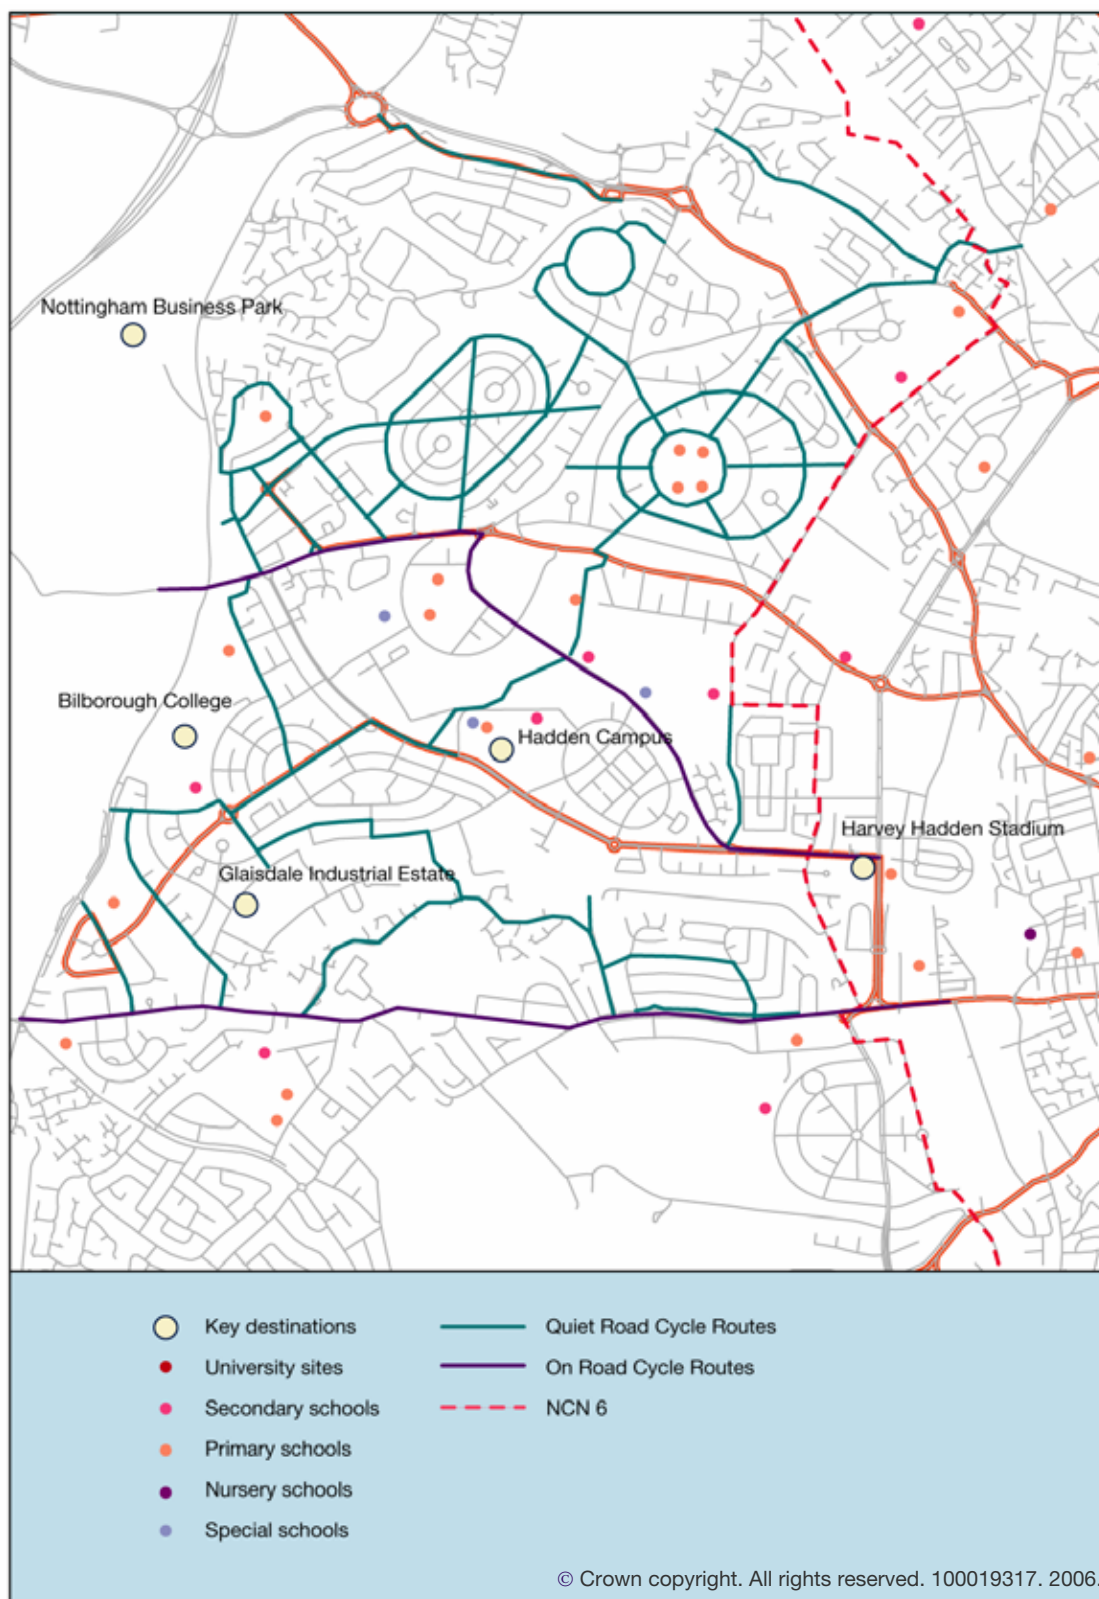 Nottingham Business Park
Bilborough College
Hadden Campus
Harvey Hadden Stadium
Glaisdale Industrial Estate
Key destinations
University sites
Secondary schools
Primary schools
Nursery schools
Special schools
Quiet Road Cycle Routes
On Road Cycle Routes
NCN 6
© Crown copyright. All rights reserved. 100019317. 2006.